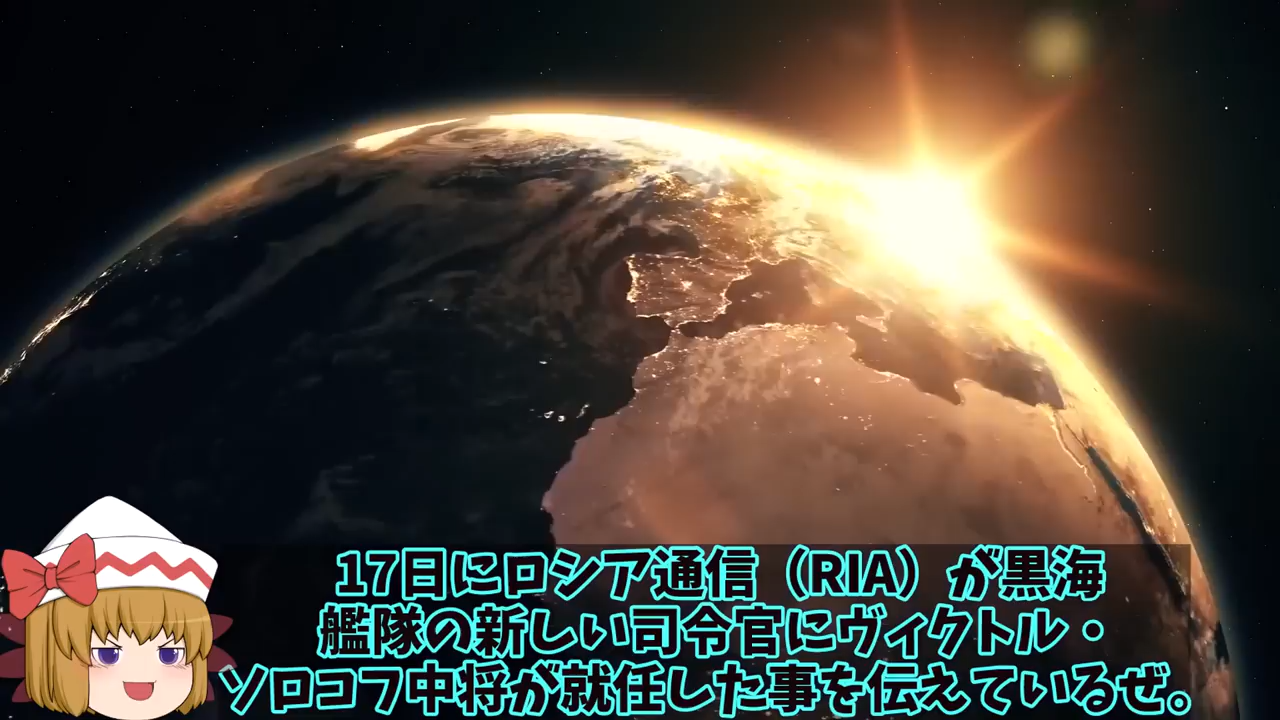 17日にロシア通信（RIA）が黒海
艦隊の新しい司令官にヴィクトル・
ソロコフ中将が就任した事を伝えているぜ。